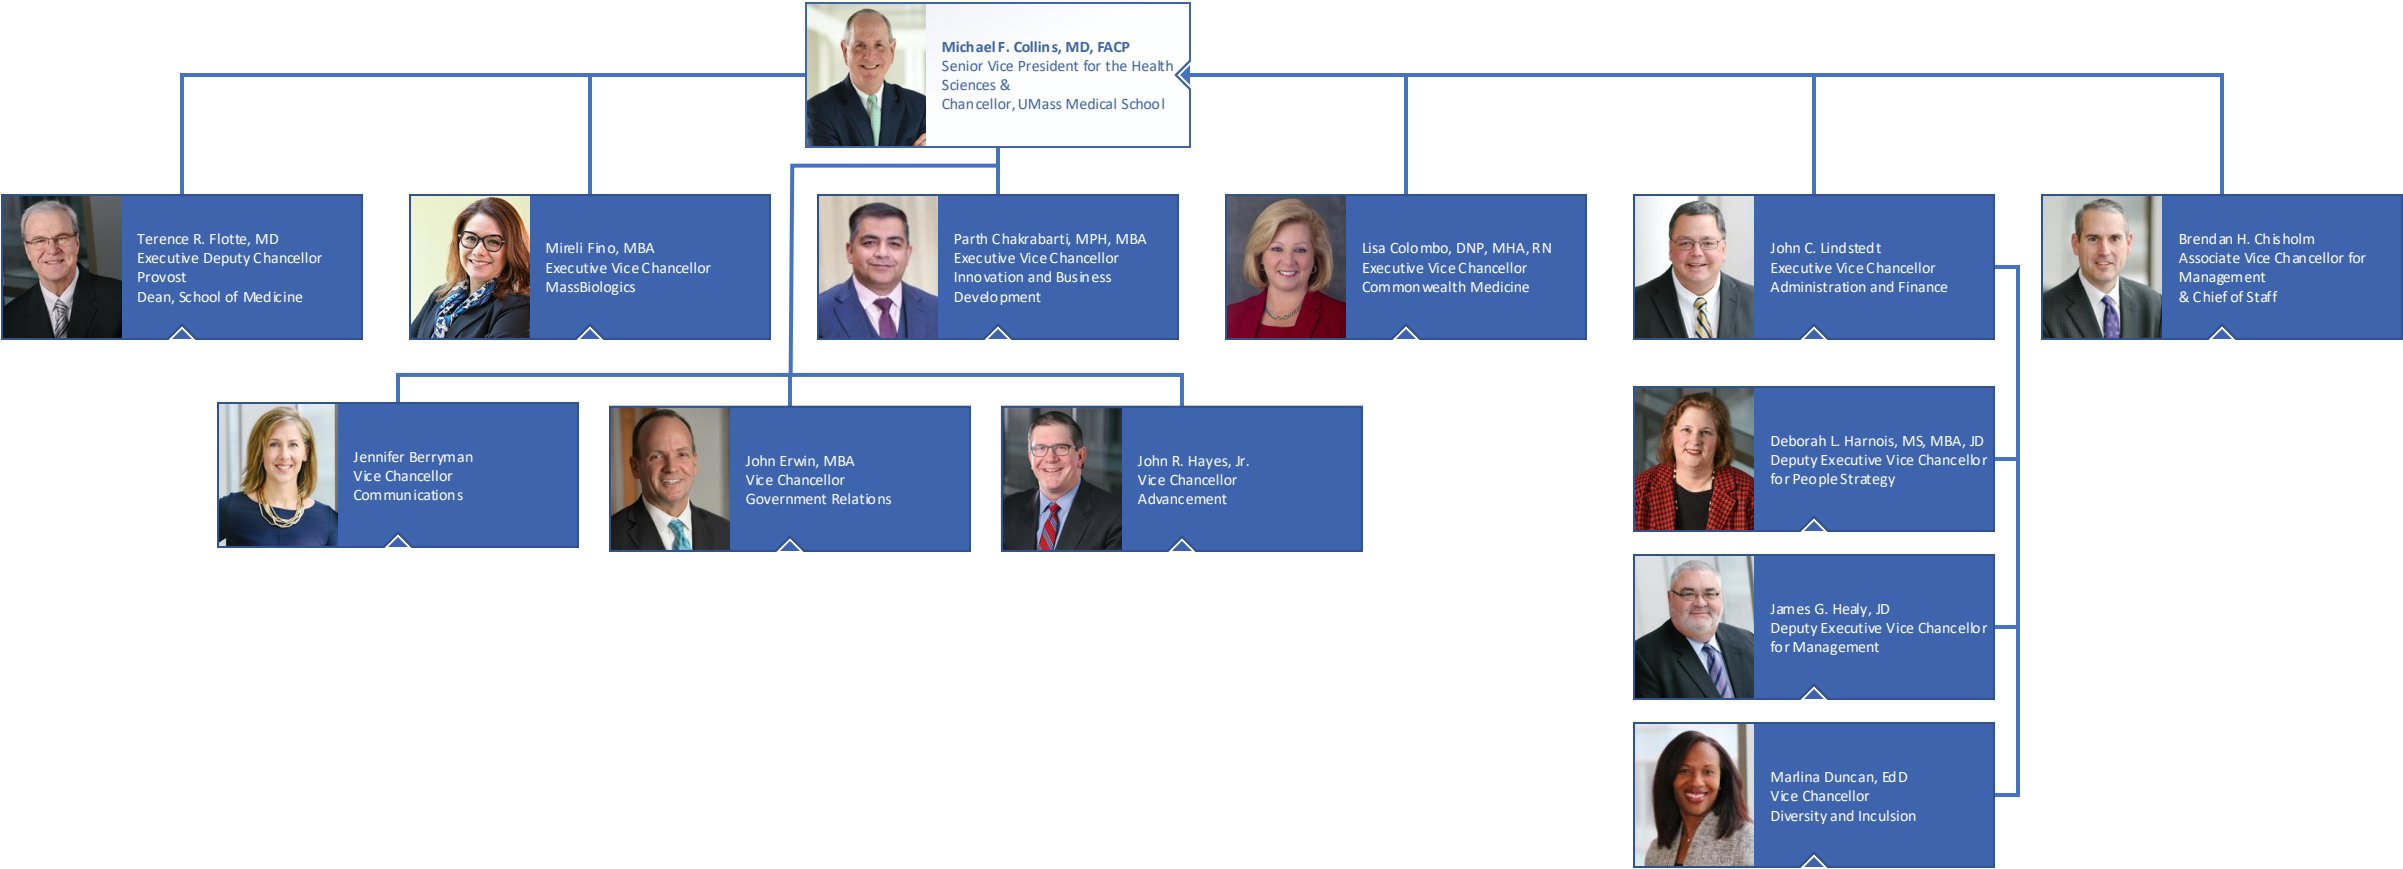 Michael F. Collins, MD, FACP
Senior Vice President for the Health
Sciences &
Chancellor, UMass Medical School
Terence R. Flotte, MD
Executive Deputy Chancellor
Provost
Dean, School of Medicine
Mireli Fino, MBA
Executive Vice Chancellor
MassBiologics
Parth Chakrabarti, MPH, MBA
Executive Vice Chancellor
Innovation and Business
Development
Lisa Colombo, DNP, MHA, RN
Executive Vice Chancellor
Commonwealth Medicine
John C. Lindstedt
Executive Vice Chancellor
Administration and Finance
Brendan H. Chisholm
Associate Vice Chancellor for
Management
& Chief of Staff
Jennifer Berryman
Vice Chancellor
Communications
John Erwin, MBA
Vice Chancellor
Government Relations
John R. Hayes, Jr.
Vice Chancellor
Advancement
Deborah L. Harnois, MS, MBA, JD
Deputy Executive Vice Chancellor
for People Strategy
James G. Healy, JD
Deputy Executive Vice Chancellor
for Management
Marlina Duncan, EdD
Vice Chancellor
Diversity and Inculsion